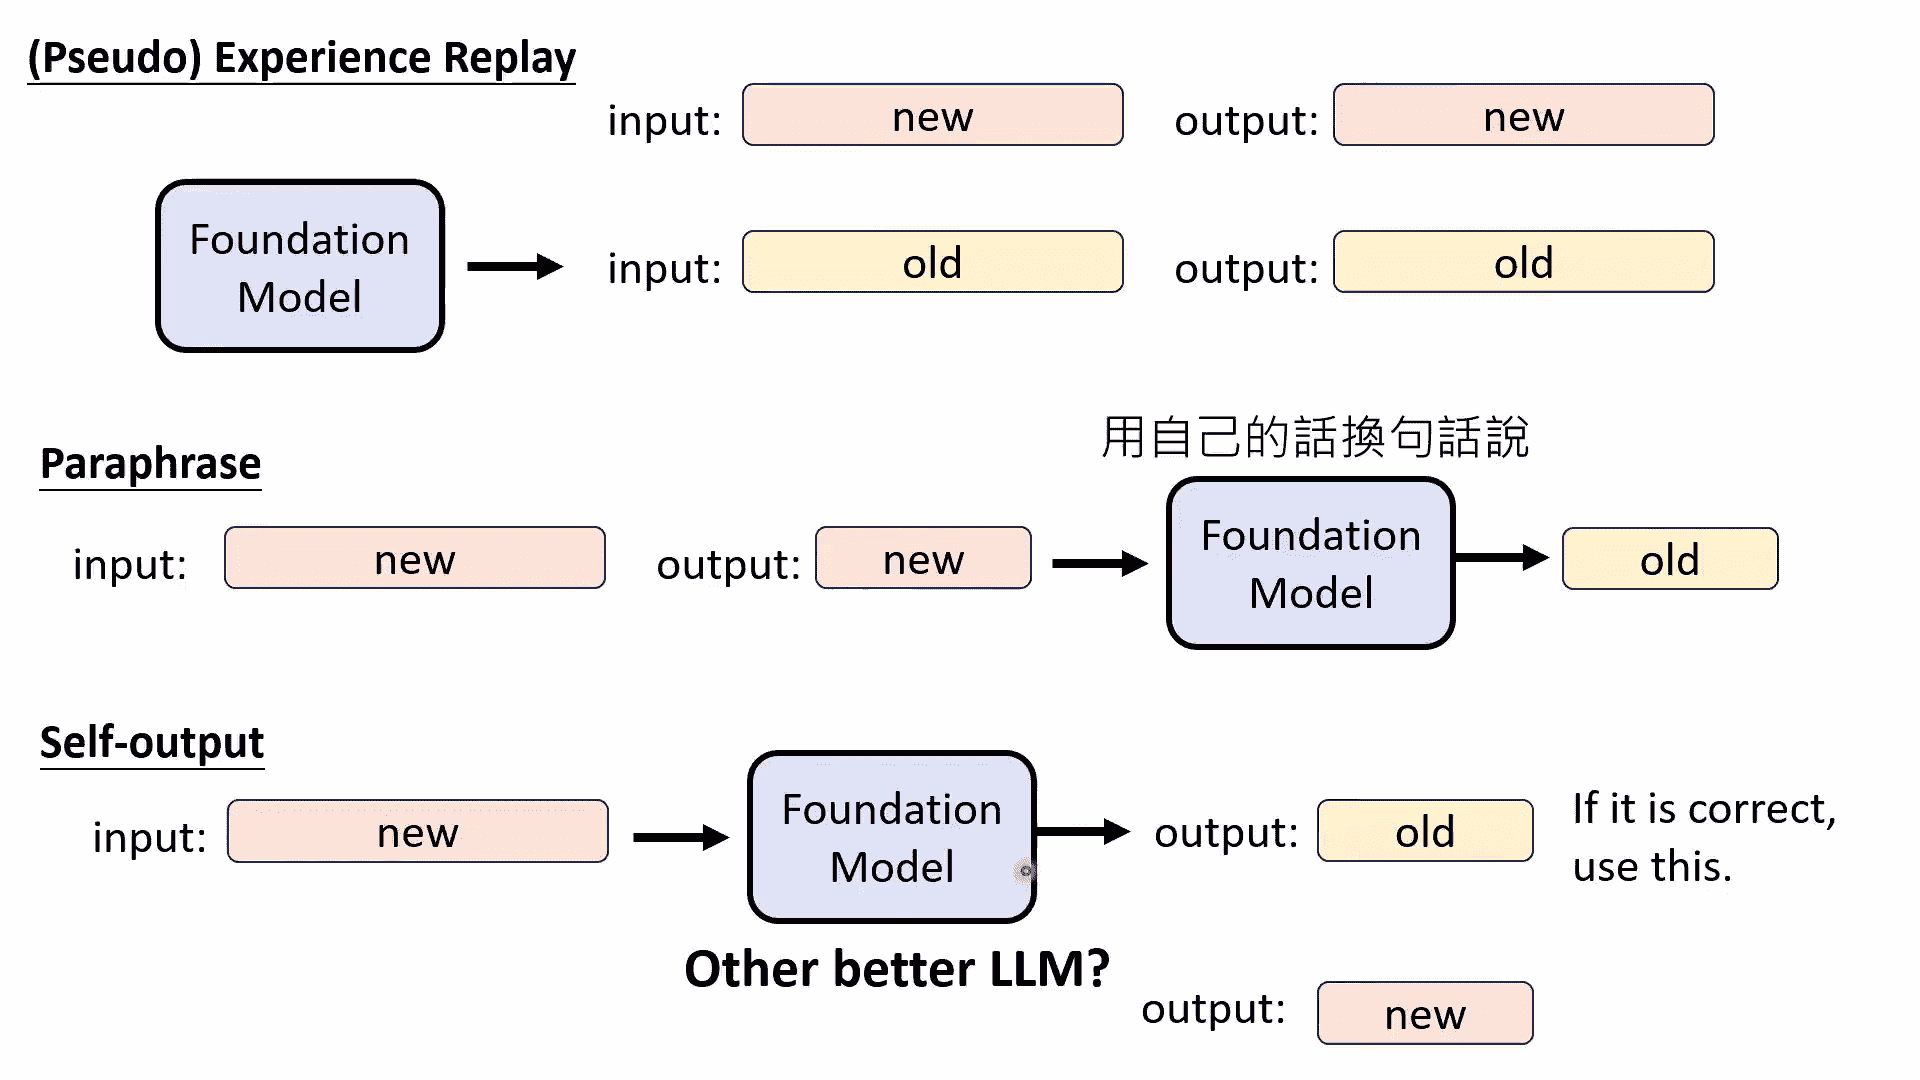 (Pseudo) Experience Replay
input: new output: new
Foundation
Model
input: old output: old
用自己的話換句話說
Paraphrase
input: new output: new
Foundation
Model
old
Self-output
input: new
Foundation
Model
output: old
If it is correct,
use this.
Other better LLM?
output: new